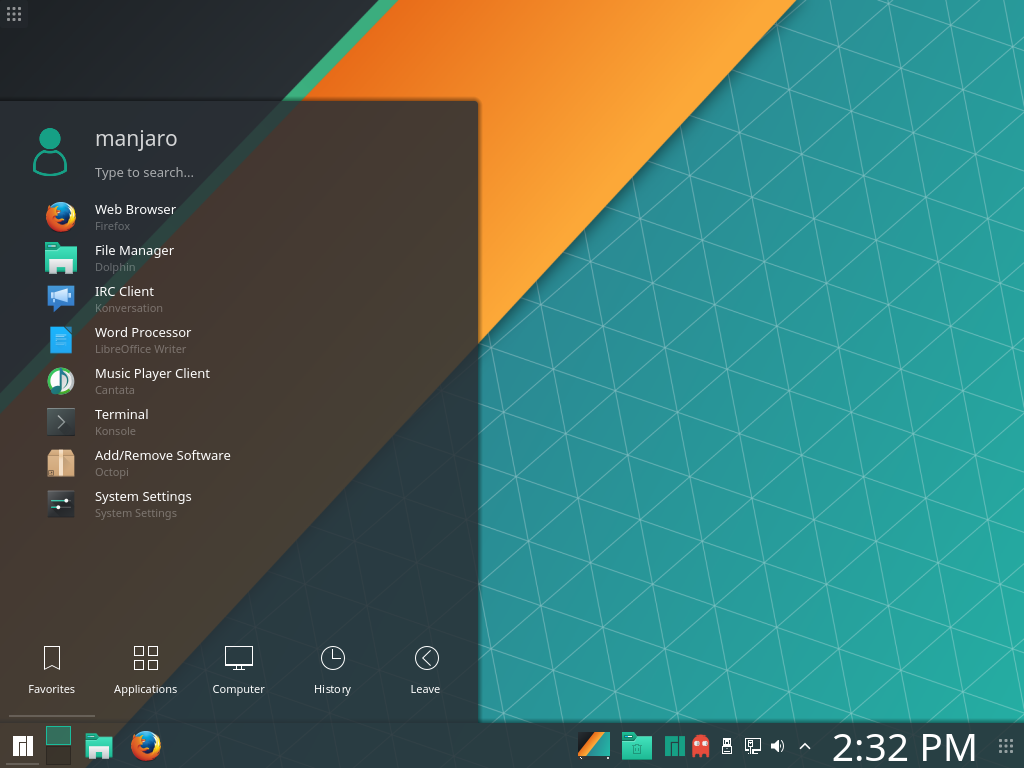 manjaro
Type to search...
Web Browser
Firefox
File Manager
Dolphin
IRC Client
Konversation
Word Processor
LibreOffice Writer
Music Player Client
Cantata
Terminal
Konsole
Add/Remove Software
Octopi
System Settings
System Settings
Favorites Applications Computer History Leave
2:32 PM